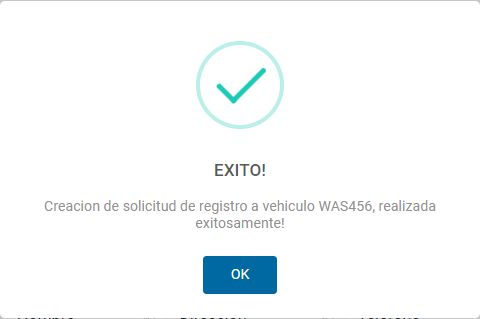 EXITO!
Creacion de solicitud de registro a vehiculo WAS456, realizada
exitosamente!
OK